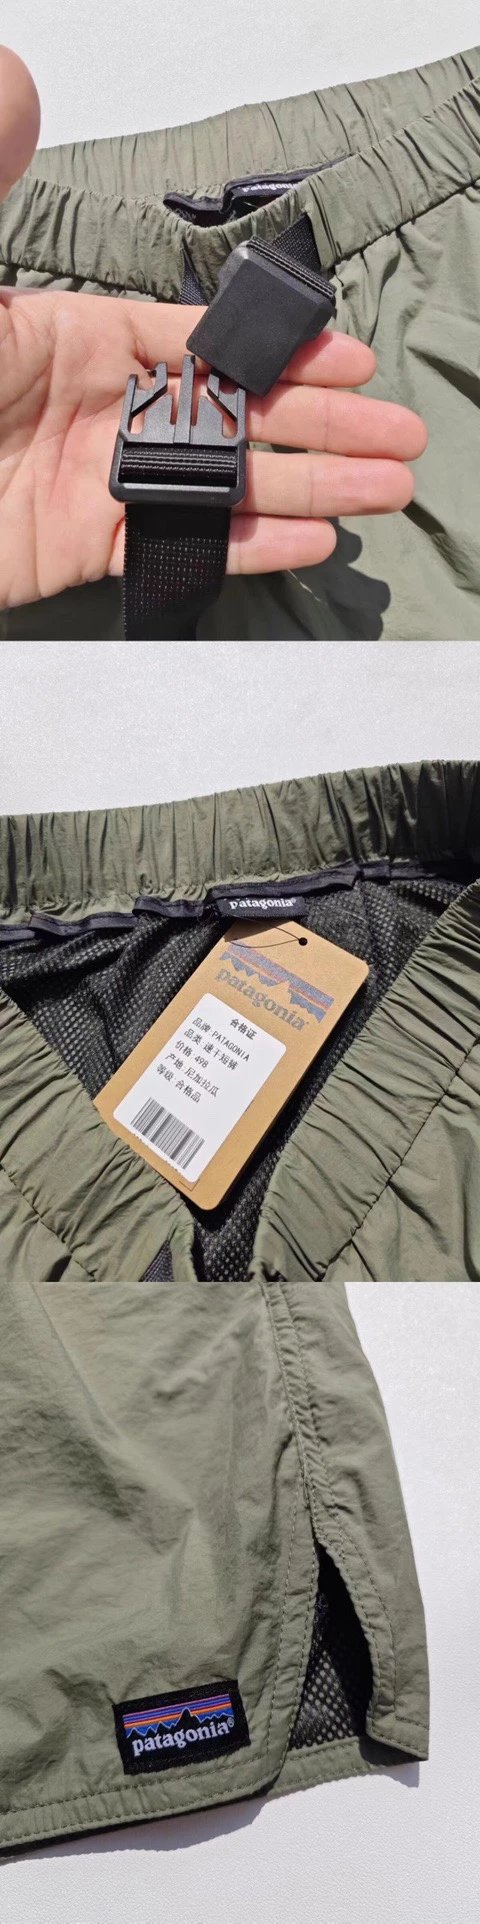 patagonia
patagonia®
patagonia®
合格证
品牌 PATAGONIA
品类 速干短裤
价格 498
产地 尼加拉瓜
等级 合格品
patagonia®